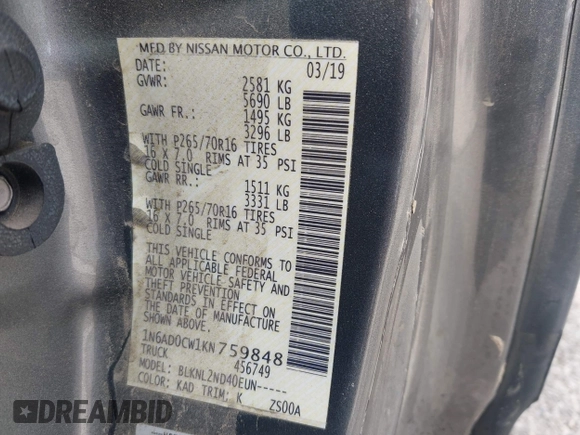 MFD BY NISSAN MOTOR CO., LTD.
DATE: 03/19
GVWR: 2581 KG
5690 LB
GAWR FR.: 1495 KG
3296 LB
WITH P265/70R16 TIRES
16 X 7.0 RIMS AT 35 PSI
COLD SINGLE
GAWR RR.: 1511 KG
3331 LB
WITH P265/70R16 TIRES
16 X 7.0 RIMS AT 35 PSI
COLD SINGLE
THIS VEHICLE CONFORMS TO
ALL APPLICABLE FEDERAL
MOTOR VEHICLE SAFETY AND
THEFT PREVENTION
STANDARDS IN EFFECT ON
THE DATE OF MANUFACTURE
SHOWN ABOVE.
1N6AD0CW1KN759848
TRUCK 456749
MODEL: BLKNL2ND40EUN-----
COLOR: KAD TRIM: K ZS00A
DREAMBID